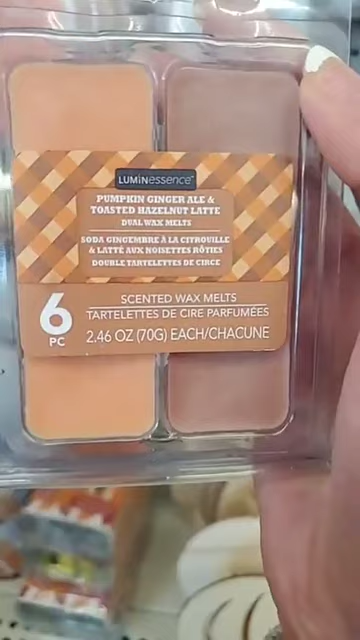 LUMINessence
PUMPKIN GINGER ALE &
TOASTED HAZELNUT LATTE
DUAL WAX MELTS
SODA GINGEMBRE À LA CITROUILLE
& LATTÉ AUX NOISETTES RÔTIES
DOUBLE TARTELETTES DE CIRCE
6
PC
SCENTED WAX MELTS
TARTELETTES DE CIRE PARFUMÉES
2.46 OZ (70G) EACH/CHACUNE